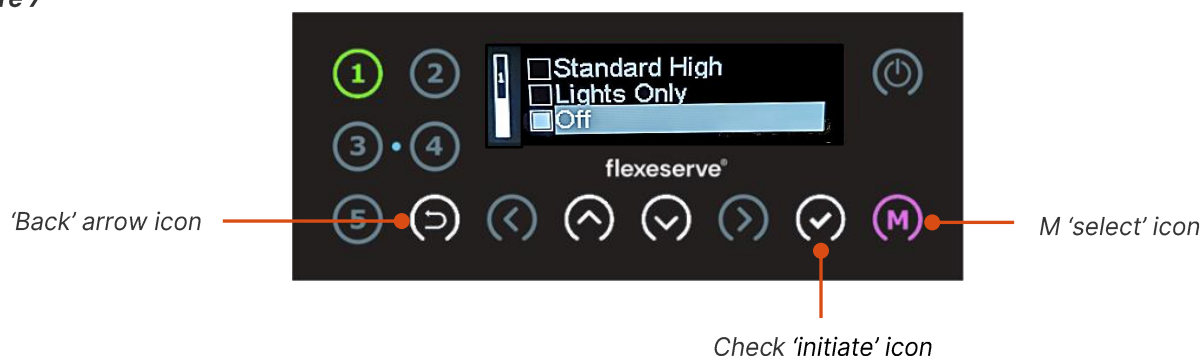 1 2
1 Standard High
Lights Only
Off
3 4
flexeserve®
'Back' arrow icon
5
M
M 'select' icon
Check 'initiate' icon